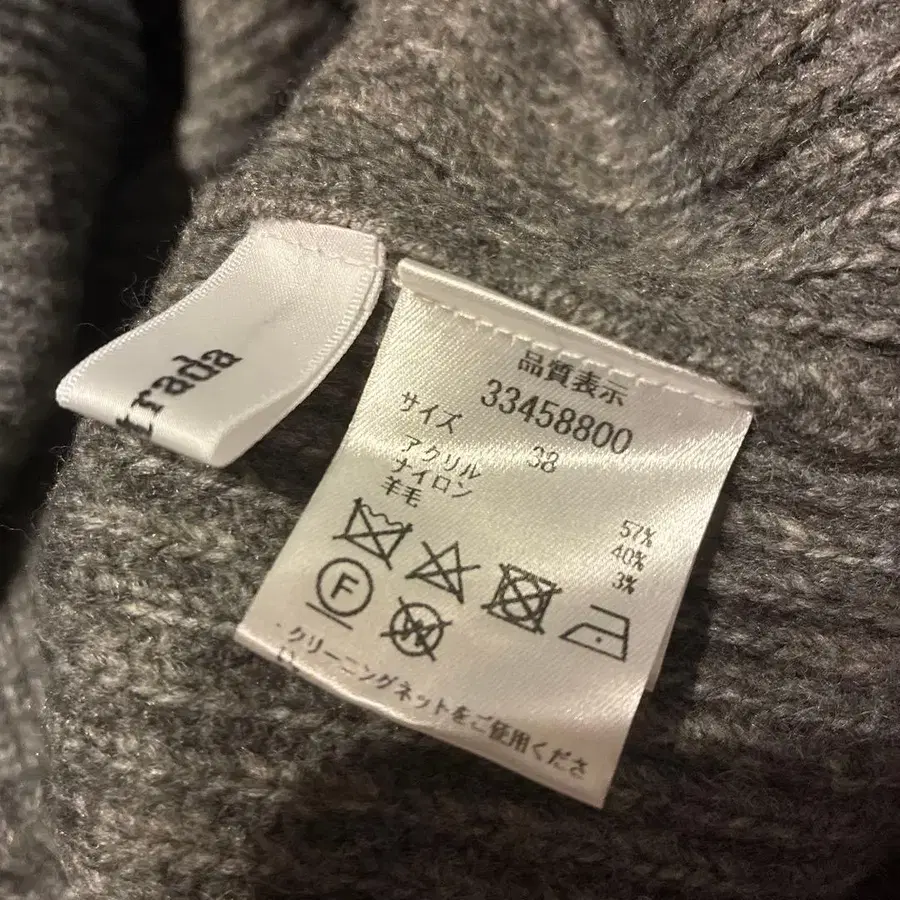 trada
品質表示
33458800
サイズ 38
アクリル 57%
ナイロン 40%
羊毛 3%
F
W
・クリーニングネットをご使用くださ
い